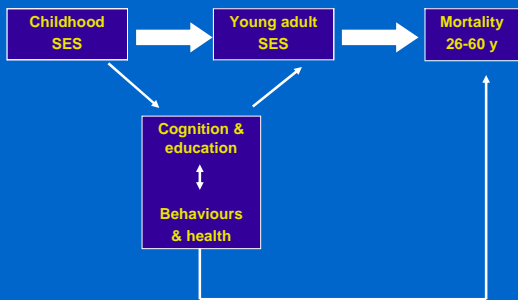 Childhood
SES
Young adult
SES
Mortality
26-60 y
Cognition &
education
Behaviours
& health